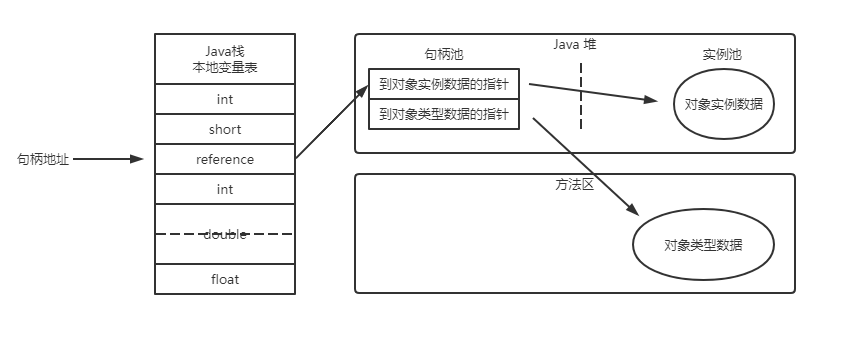 Java栈
本地变量表
int
short
句柄地址
reference
int
double
float
Java 堆
句柄池
实例池
到对象实例数据的指针
到对象类型数据的指针
对象实例数据
方法区
对象类型数据